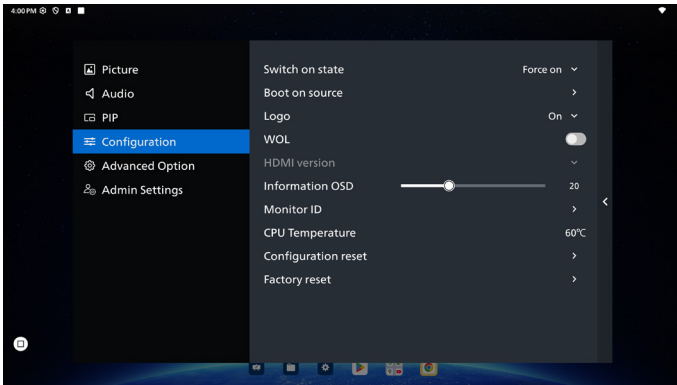 4:00 PM
Picture
Audio
PIP
Configuration
Advanced Option
Admin Settings
Switch on state Force on
Boot on source
Logo On
WOL
HDMI version
Information OSD 20
Monitor ID
CPU Temperature 60℃
Configuration reset
Factory reset